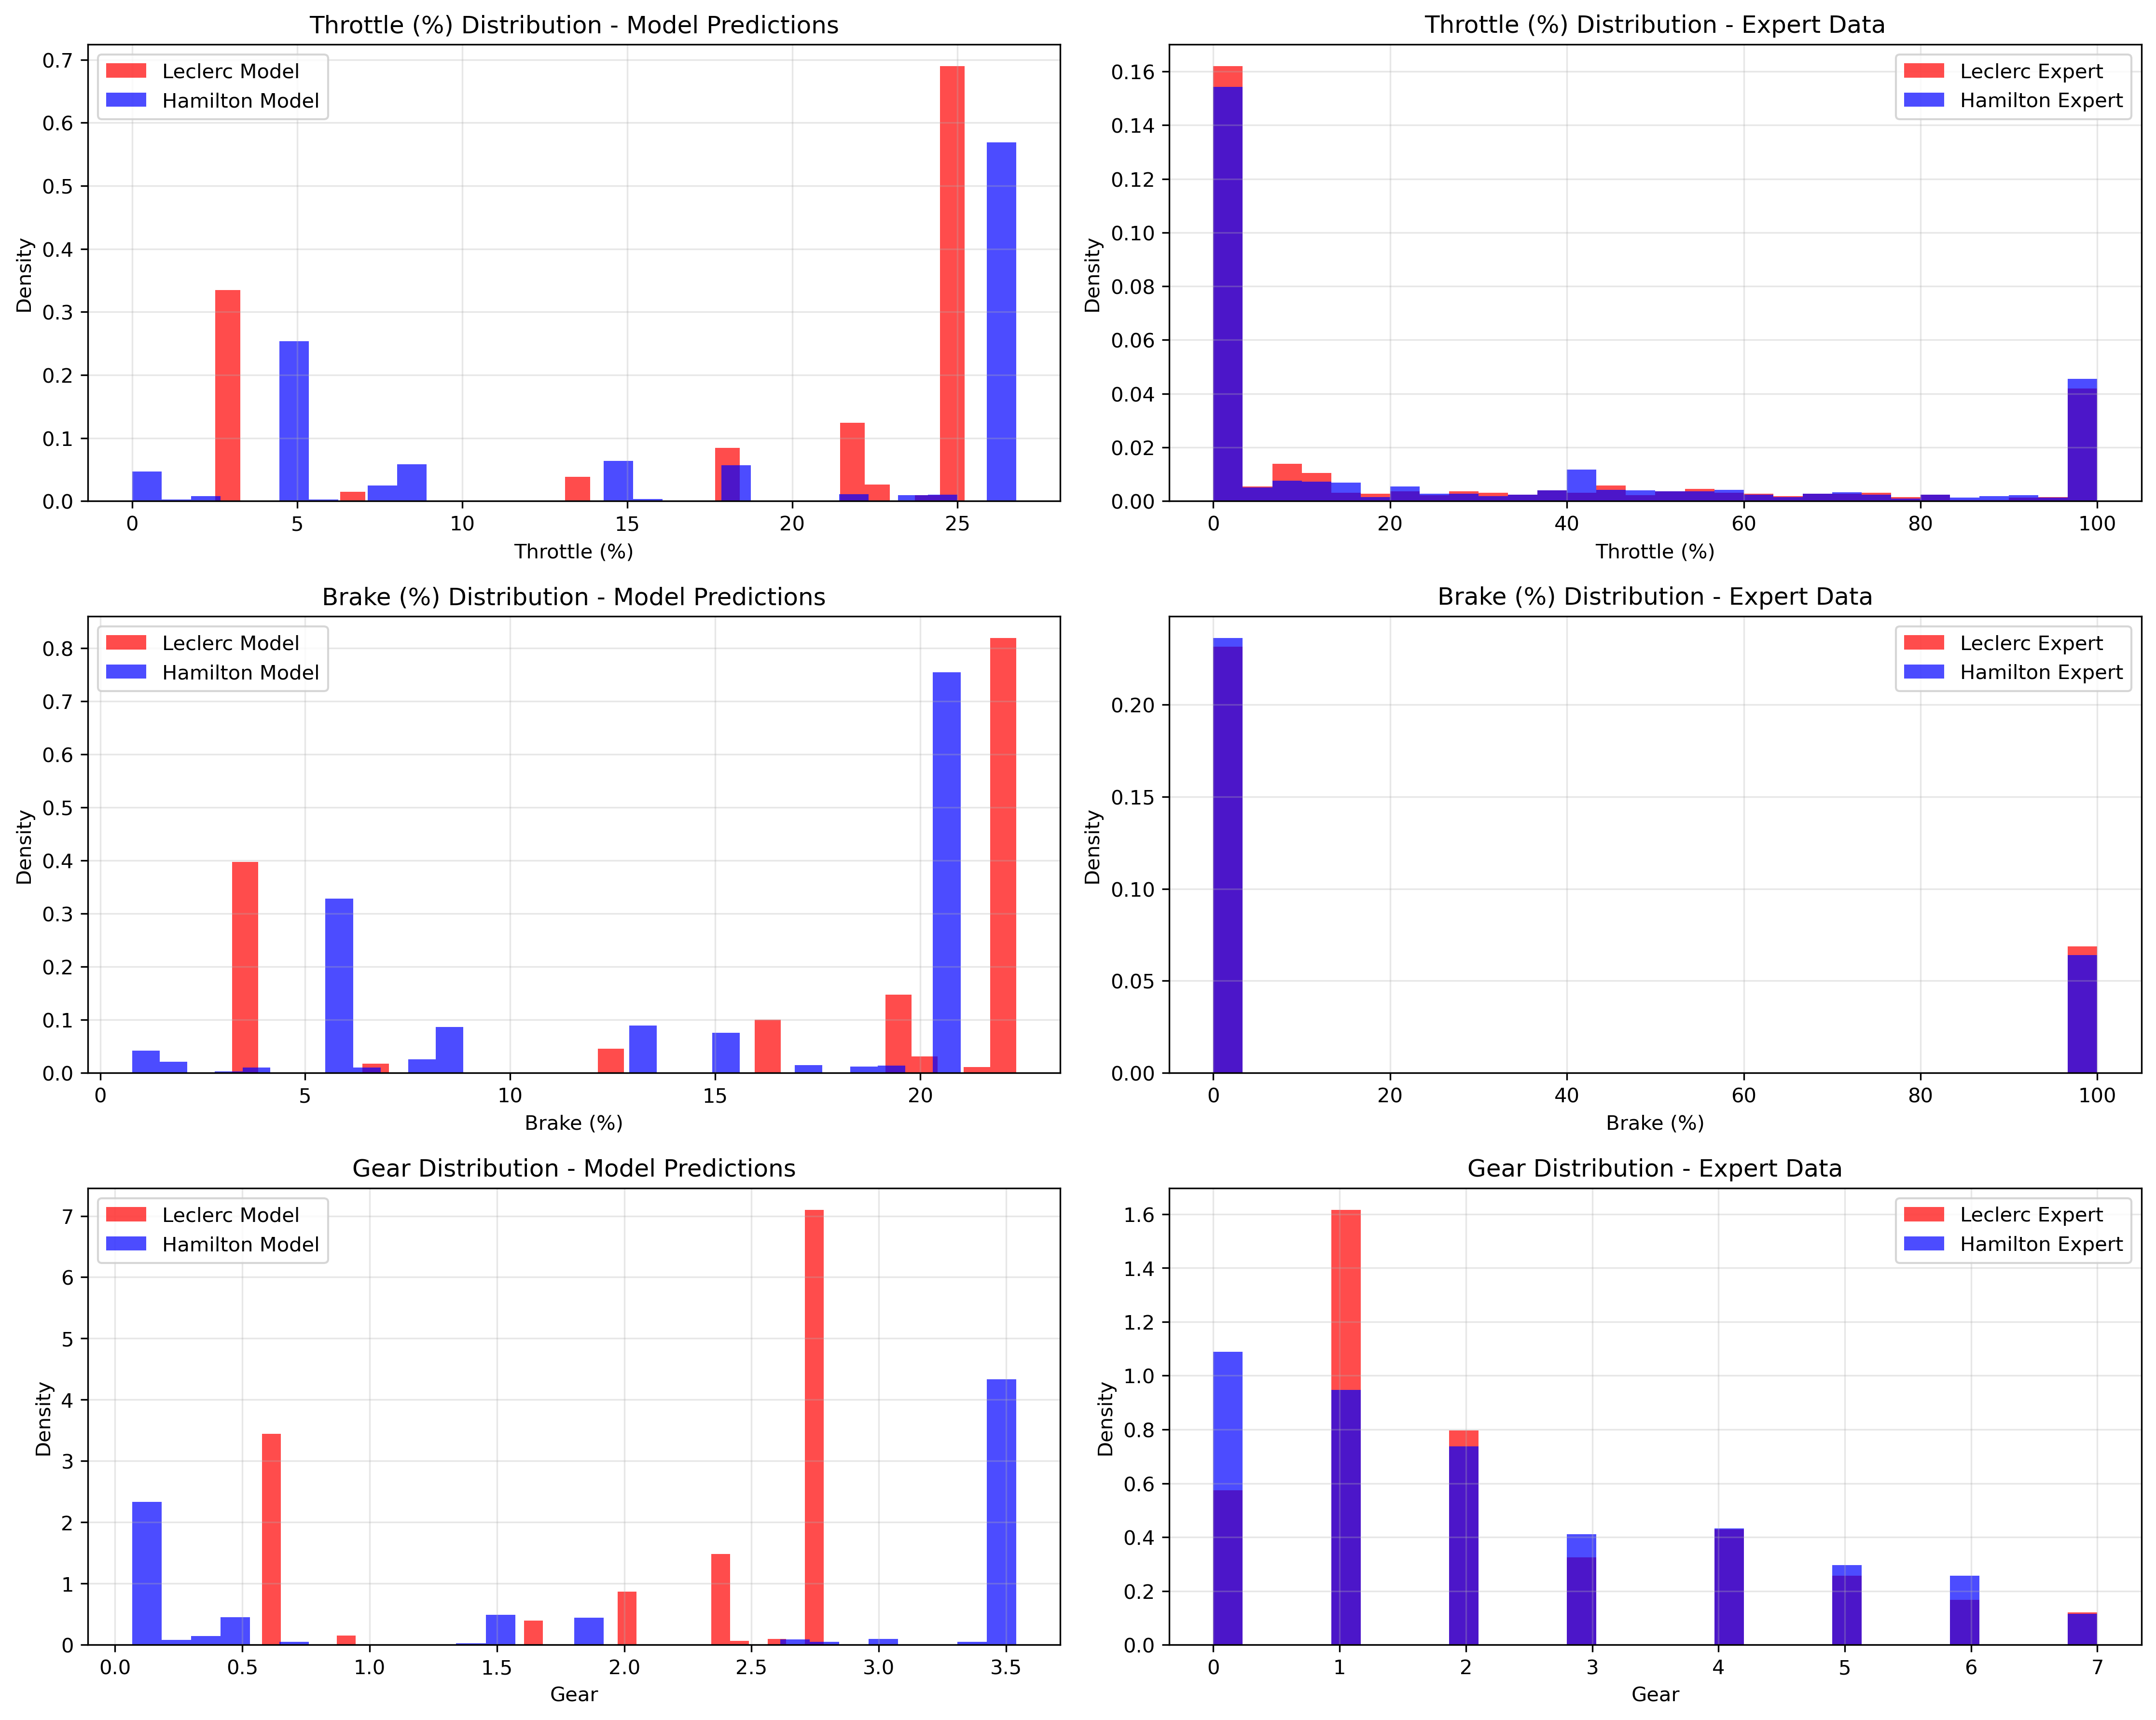 Throttle (%) Distribution - Model Predictions
Leclerc Model
Hamilton Model
Density
0.7
0.6
0.5
0.4
0.3
0.2
0.1
0.0
0 5 10 15 20 25
Throttle (%)
Throttle (%) Distribution - Expert Data
Leclerc Expert
Hamilton Expert
Density
0.16
0.14
0.12
0.10
0.08
0.06
0.04
0.02
0.00
0 20 40 60 80 100
Throttle (%)
Brake (%) Distribution - Model Predictions
Leclerc Model
Hamilton Model
Density
0.8
0.7
0.6
0.5
0.4
0.3
0.2
0.1
0.0
0 5 10 15 20
Brake (%)
Brake (%) Distribution - Expert Data
Leclerc Expert
Hamilton Expert
Density
0.20
0.15
0.10
0.05
0.00
0 20 40 60 80 100
Brake (%)
Gear Distribution - Model Predictions
Leclerc Model
Hamilton Model
Density
7
6
5
4
3
2
1
0
0.0 0.5 1.0 1.5 2.0 2.5 3.0 3.5
Gear
Gear Distribution - Expert Data
Leclerc Expert
Hamilton Expert
Density
1.6
1.4
1.2
1.0
0.8
0.6
0.4
0.2
0.0
0 1 2 3 4 5 6 7
Gear